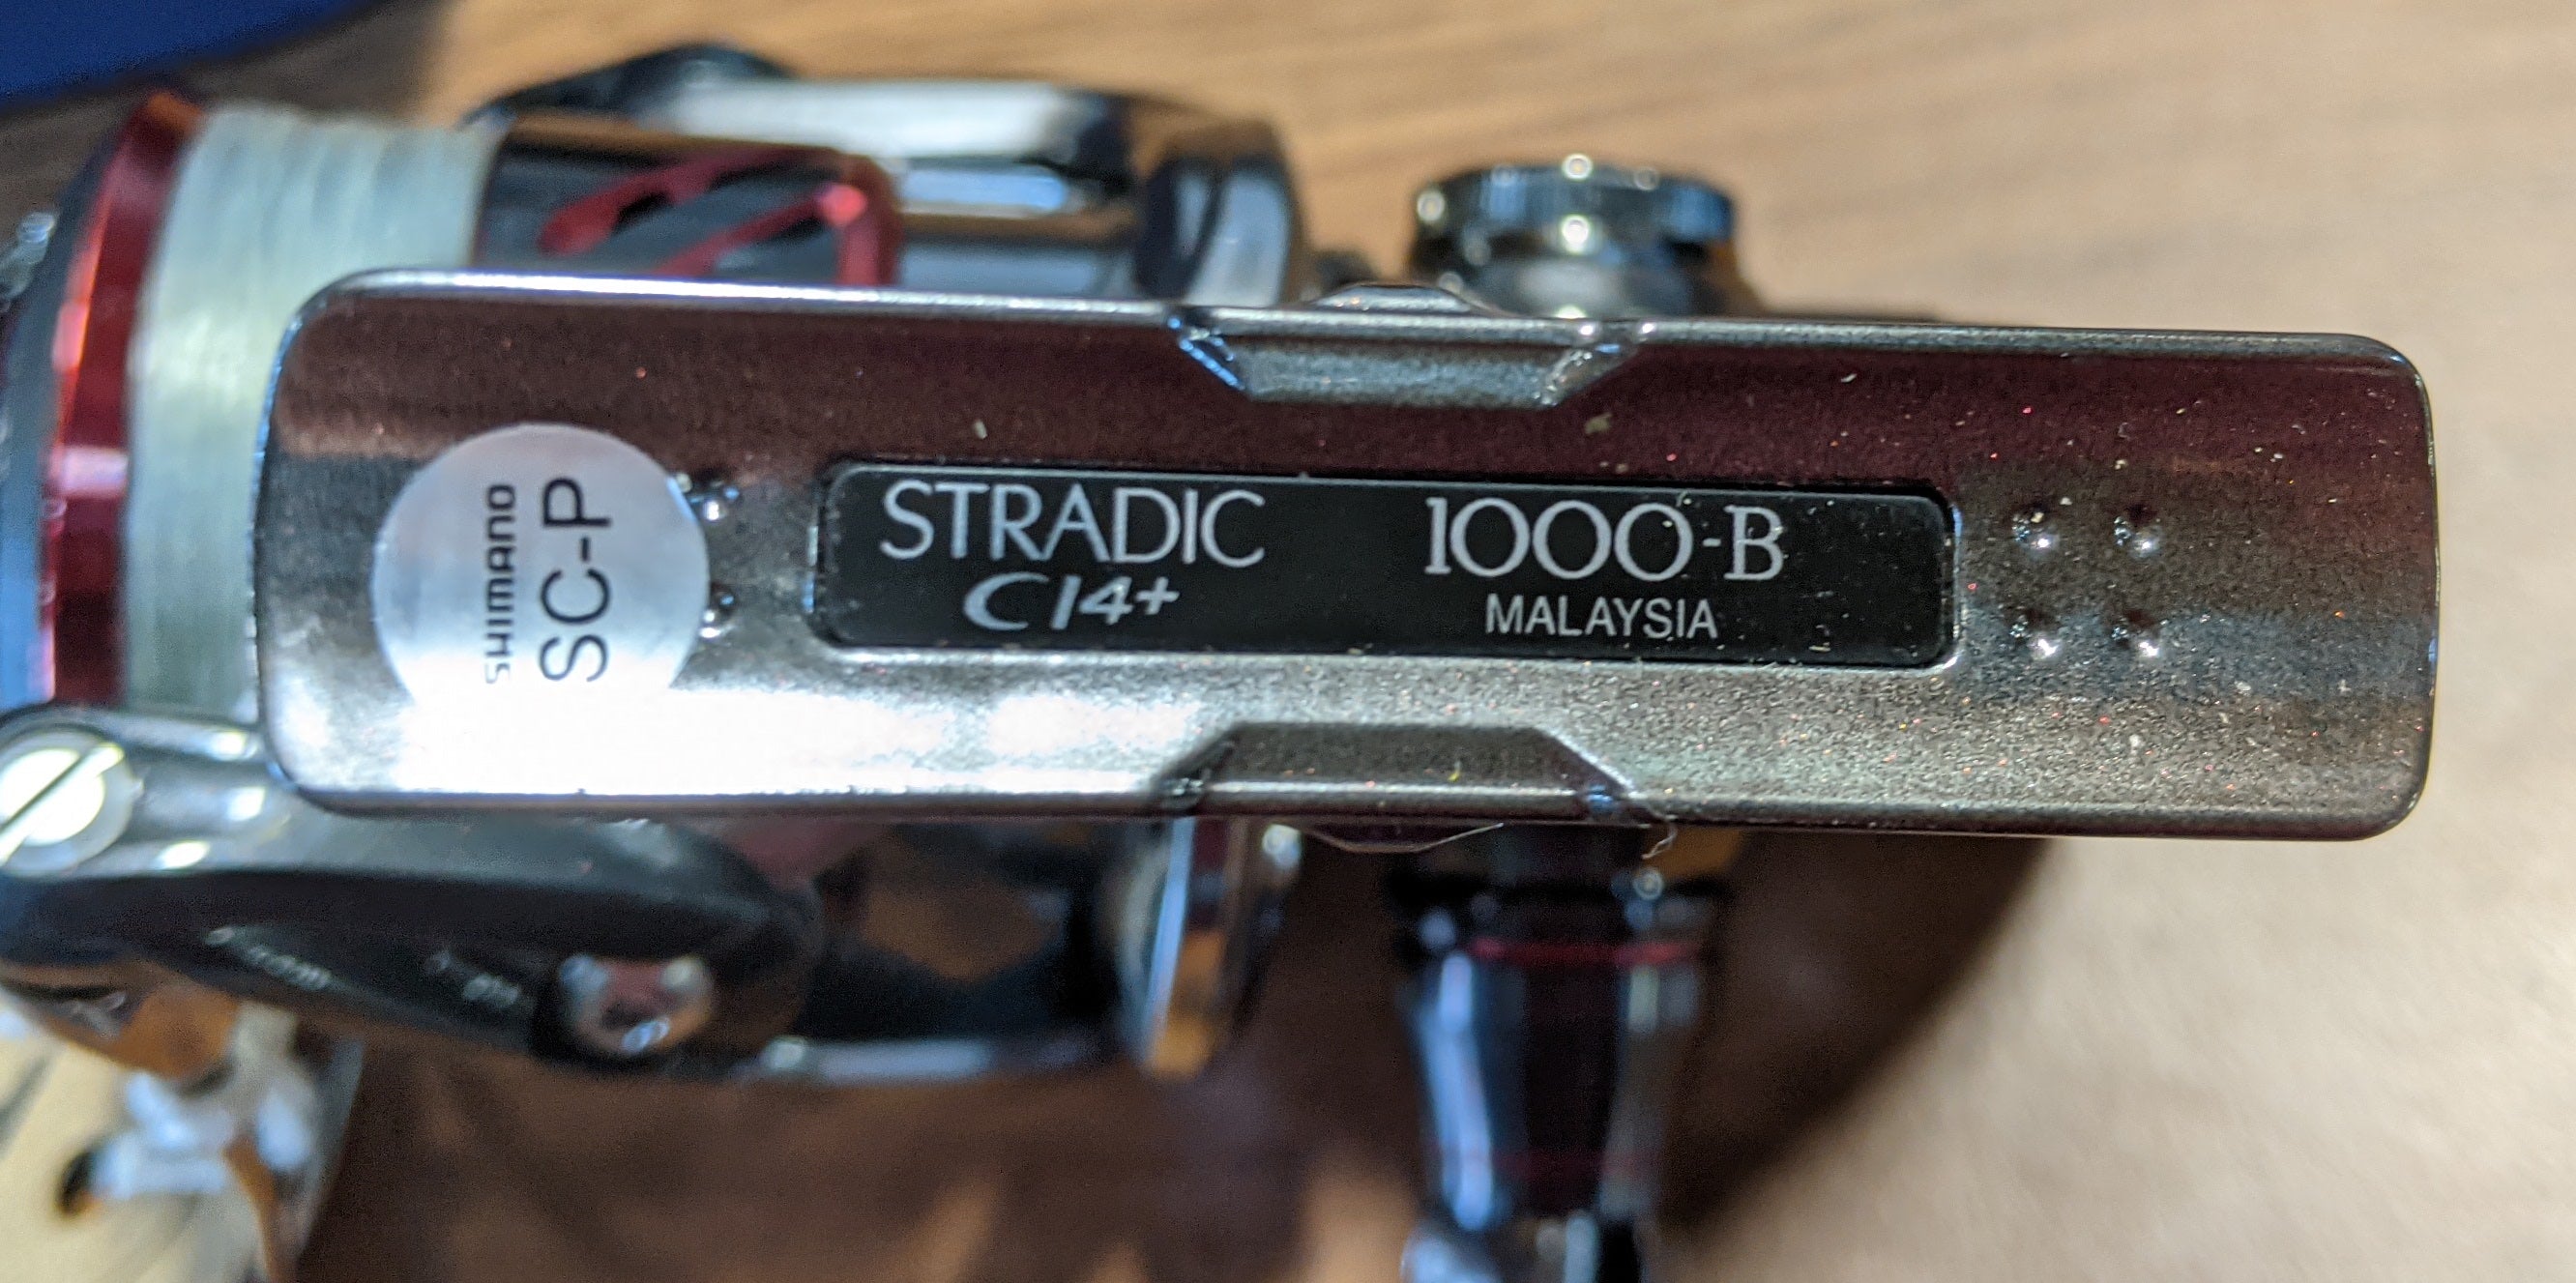 SHIMANO
SC-P
STRADIC
CI4+
1000-B
MALAYSIA